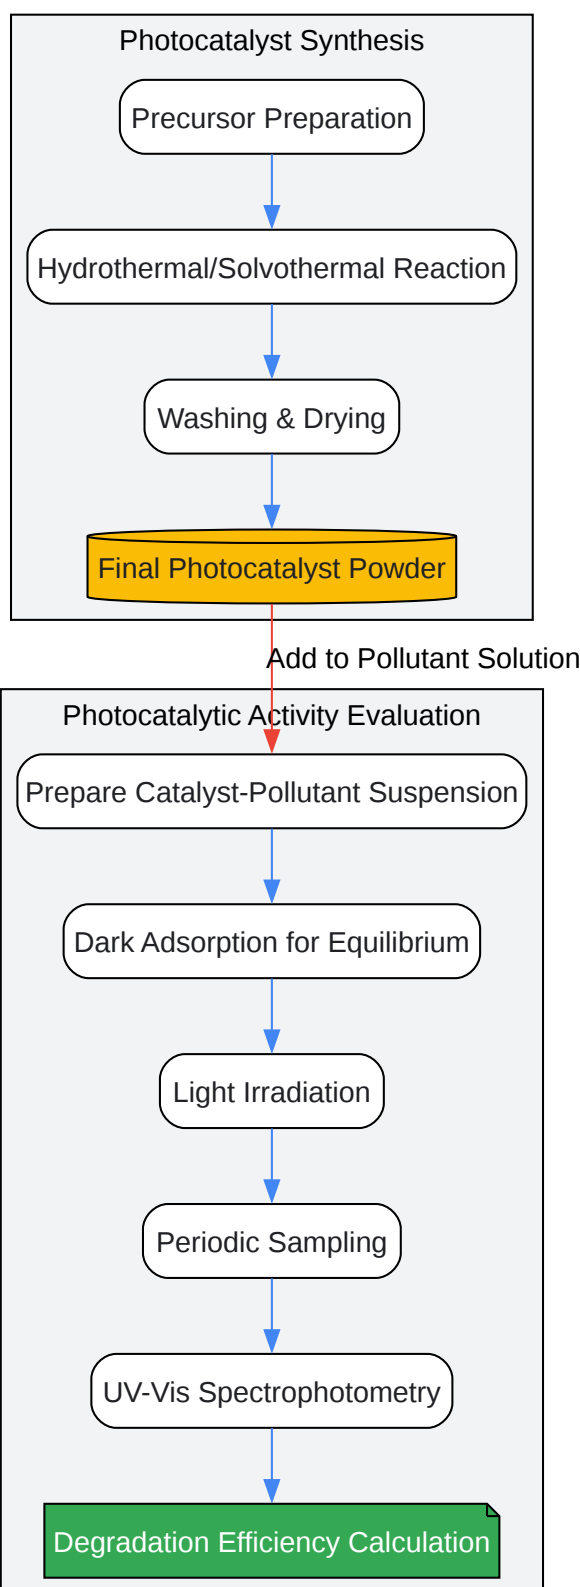 Photocatalyst Synthesis
Precursor Preparation
Hydrothermal/Solvothermal Reaction
Washing & Drying
Final Photocatalyst Powder
Add to Pollutant Solution
Photocatalytic Activity Evaluation
Prepare Catalyst-Pollutant Suspension
Dark Adsorption for Equilibrium
Light Irradiation
Periodic Sampling
UV-Vis Spectrophotometry
Degradation Efficiency Calculation